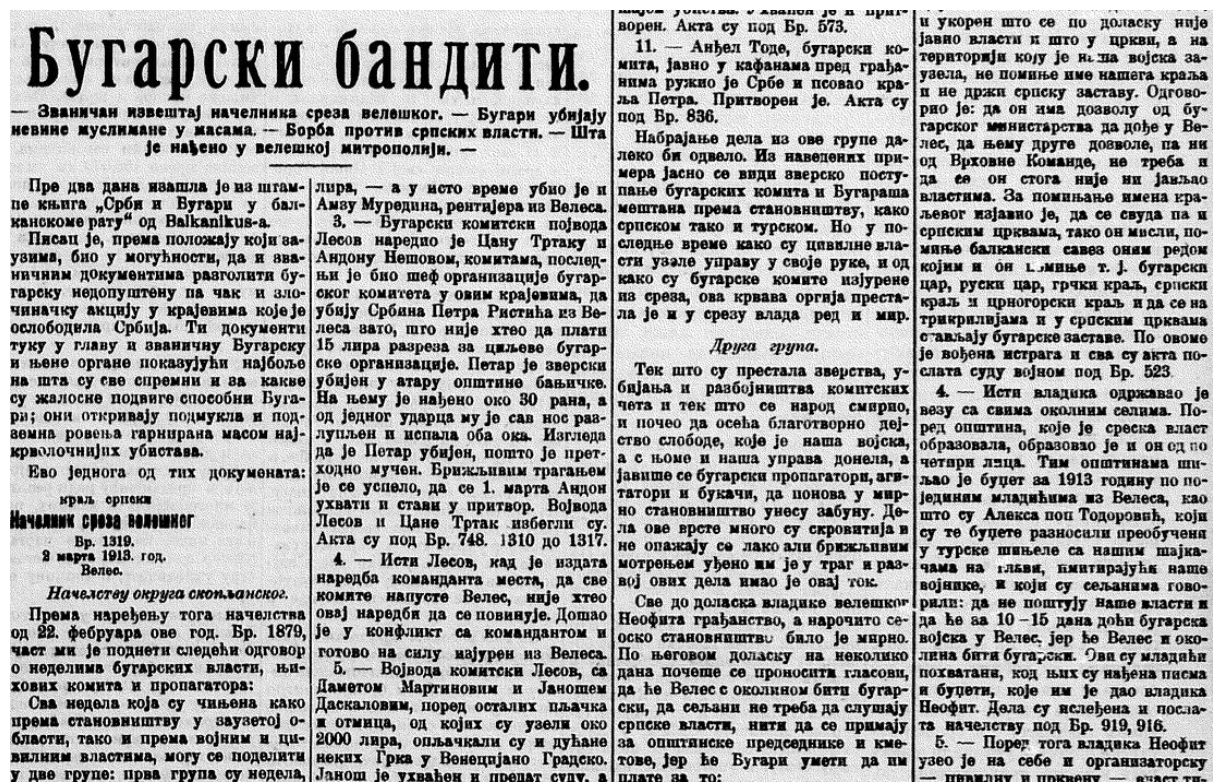 Бугарски бандити.
— Званичан извештај начелника среза велешког. — Бугари убијају
невине муслимане у масама. — Борба против српских власти. — Шта
је нађено у велешкој митрополији. —
Пре два дана изашла је из штам-
пе књига „Срби и Бугари у бал-
канскоме рату“ од Balkanikus-а.
Писац је, према положају који за-
узима, био у могућности, да и зва-
ничним документима разголити бу-
гарску недопуштену па чак и зло-
чиначку акцију у крајевима које је
ослободила Србија. Ти документи
туку у главу и званичну Бугарску
и њене органе показујући најбоље
на шта су све спремни и за какве
су жалосне подвиге способни Буга-
ри; они откривају подмукла и под-
земна ровења гарнирана масом нај-
крволочнијих убистава.
Ево једнога од тих докумената:
краљ српски
Начелник среза велешког
Бр. 1319.
2 марта 1913. год.
Велес.
Начелству округа скопљанског.
Према наређењу тога начелства
од 22. фебруара ове год. Бр. 1879,
част ми је поднети следећи одговор
о неделима бугарских власти, њи-
хових комита и пропагатора:
Сва недела која су чињена како
према становништву у заузетој о-
бласти, тако и према војним и ци-
вилним властима, могу се поделити
у две групе: прва група су недела,
лира, — а у исто време убио је и
Амзу Муредина, рентијера из Велеса.
3. — Бугарски комитски појвода
Лесов наредио је Цану Тртаку и
Андону Нешовом, комитама, послед-
њи је био шеф организације бугар-
ског комитета у овим крајевима, да
убију Србина Петра Ристића из Ве-
леса зато, што није хтео да плати
15 лира разреза за циљеве бугар-
ске организације. Петар је зверски
убијен у атару општине бањичке.
На њему је нађено око 30 рана, а
од једног ударца му је сав нос раз-
лупљен и испала оба ока. Изгледа
да је Петар убијен, пошто је прет-
ходно мучен. Брижљивим трагањем
је се успело, да се 1. марта Андон
ухвати и стави у притвор. Војвода
Лесов и Цане Тртак избегли су.
Акта су под Бр. 748. 1310 до 1317.
4. — Исти Лесов, кад је издата
наредба команданта места, да све
комите напусте Велес, није хтео
овај наредби да се повинује. Дошао
је у конфликт са командантом и
готово на силу изјурен из Велеса.
5. — Војвода комитски Лесов, са
Даметом Мартиновим и Јаношем
Даскаловим, поред осталих пљачка
и отмица, од којих су узели око
2000 лира, опљачкали су и дућане
неких Грка у Венецијано Градско.
Јанош је ухваћен и предат суду, а
ворен. Акта су под Бр. 573.
11. — Анђел Тоде, бугарски ко-
мита, јавно у кафанама пред грађа-
нима ружио је Србе и псовао кра-
ља Петра. Притворен је. Акта су
под Бр. 836.
Набрајање дела из ове групе да-
леко би одвело. Из наведених при-
мера јасно се види зверско посту-
пање бугарских комита и Бугараша
мештана према становништву, како
српском тако и турском. Но у по-
следње време како су цивилне вла-
сти узеле управу у своје руке, и од
како су бугарске комите изјурене
из среза, ова крвава оргија преста-
ла је и у срезу влада ред и мир.
Друга група.
Тек што су престала зверства, у-
бијања и разбојништва комитских
чета и тек што се народ смирио,
и почео да осећа благотворно деј-
ство слободе, које је наша војска,
а с њоме и наша управа донела, а
јавише се бугарски пропагатори, аги-
татори и букачи, да понова у мир-
но становништво унесу забуну. Де-
ла ове врсте много су скровитија и
не опажају се лако али брижљивим
мотрењем уђено им је у траг и раз-
вој ових дела имао је овај ток.
Све до доласка владике велешког
Неофита грађанство, а нарочито се-
оско становништво било је мирно.
По његовом доласку на неколико
дана почеше се проносити гласови,
да ће Велес с околином бити бугар-
ски, да сељани не треба да слушају
српске власти, нити да се примају
за општинске председнике и кме-
тове, јер ће Бугари умети да им
плате за то:
и укорен што се по доласку није
јавио власти и што у цркви, а на
територији коју је наша војска за-
узела, не помиње име нашега краља
и не држи српску заставу. Одгово-
рио је: да он има дозволу од бу-
гарског министарства да дође у Ве-
лес, да њему друге дозволе, па ни
од Врховне Команде, не треба и
да се он стога није ни јављао
властима. За помињање имена кра-
љевог изјавио је, да се свуда па и
српским црквама, тако он мисли, по-
миње балкански савез оним редом
којим и он помиње т. ј. бугарски
цар, руски цар, грчки краљ, српски
краљ и црногорски краљ и да се на
трикрилијама и у српским црквама
стављају бугарске заставе. По овоме
је вођена истрага и сва су акта по-
слата суду војном под Бр. 523.
4. — Исти владика одржавао је
везу са свима околним селима. По-
ред општина, које је среска власт
образовала, образовао је и он од по
четири лица. Тим општинама ши-
љао је буџет за 1913 годину по по-
јединим младићима из Велеса, као
што су Алекса поп Тодоровић, који
су те буџете разносили преобучени
у турске шињеле са нашим шајка-
чама на глави, имитирајући наше
војнике, и који су сељанима гово-
рили: да не поштују наше власти и
да ће за 10—15 дана доћи бугарска
војска у Велес, јер ће Велес и око-
лина бити бугарски. Ови су младићи
похватани, код њих су нађена писма
и буџети, које им је дао владика
Неофит. Дела су ислеђена и посла-
та начелству под Бр. 919, 916.
5. — Поред тога владика Неофит
узео је на себе и организаторску